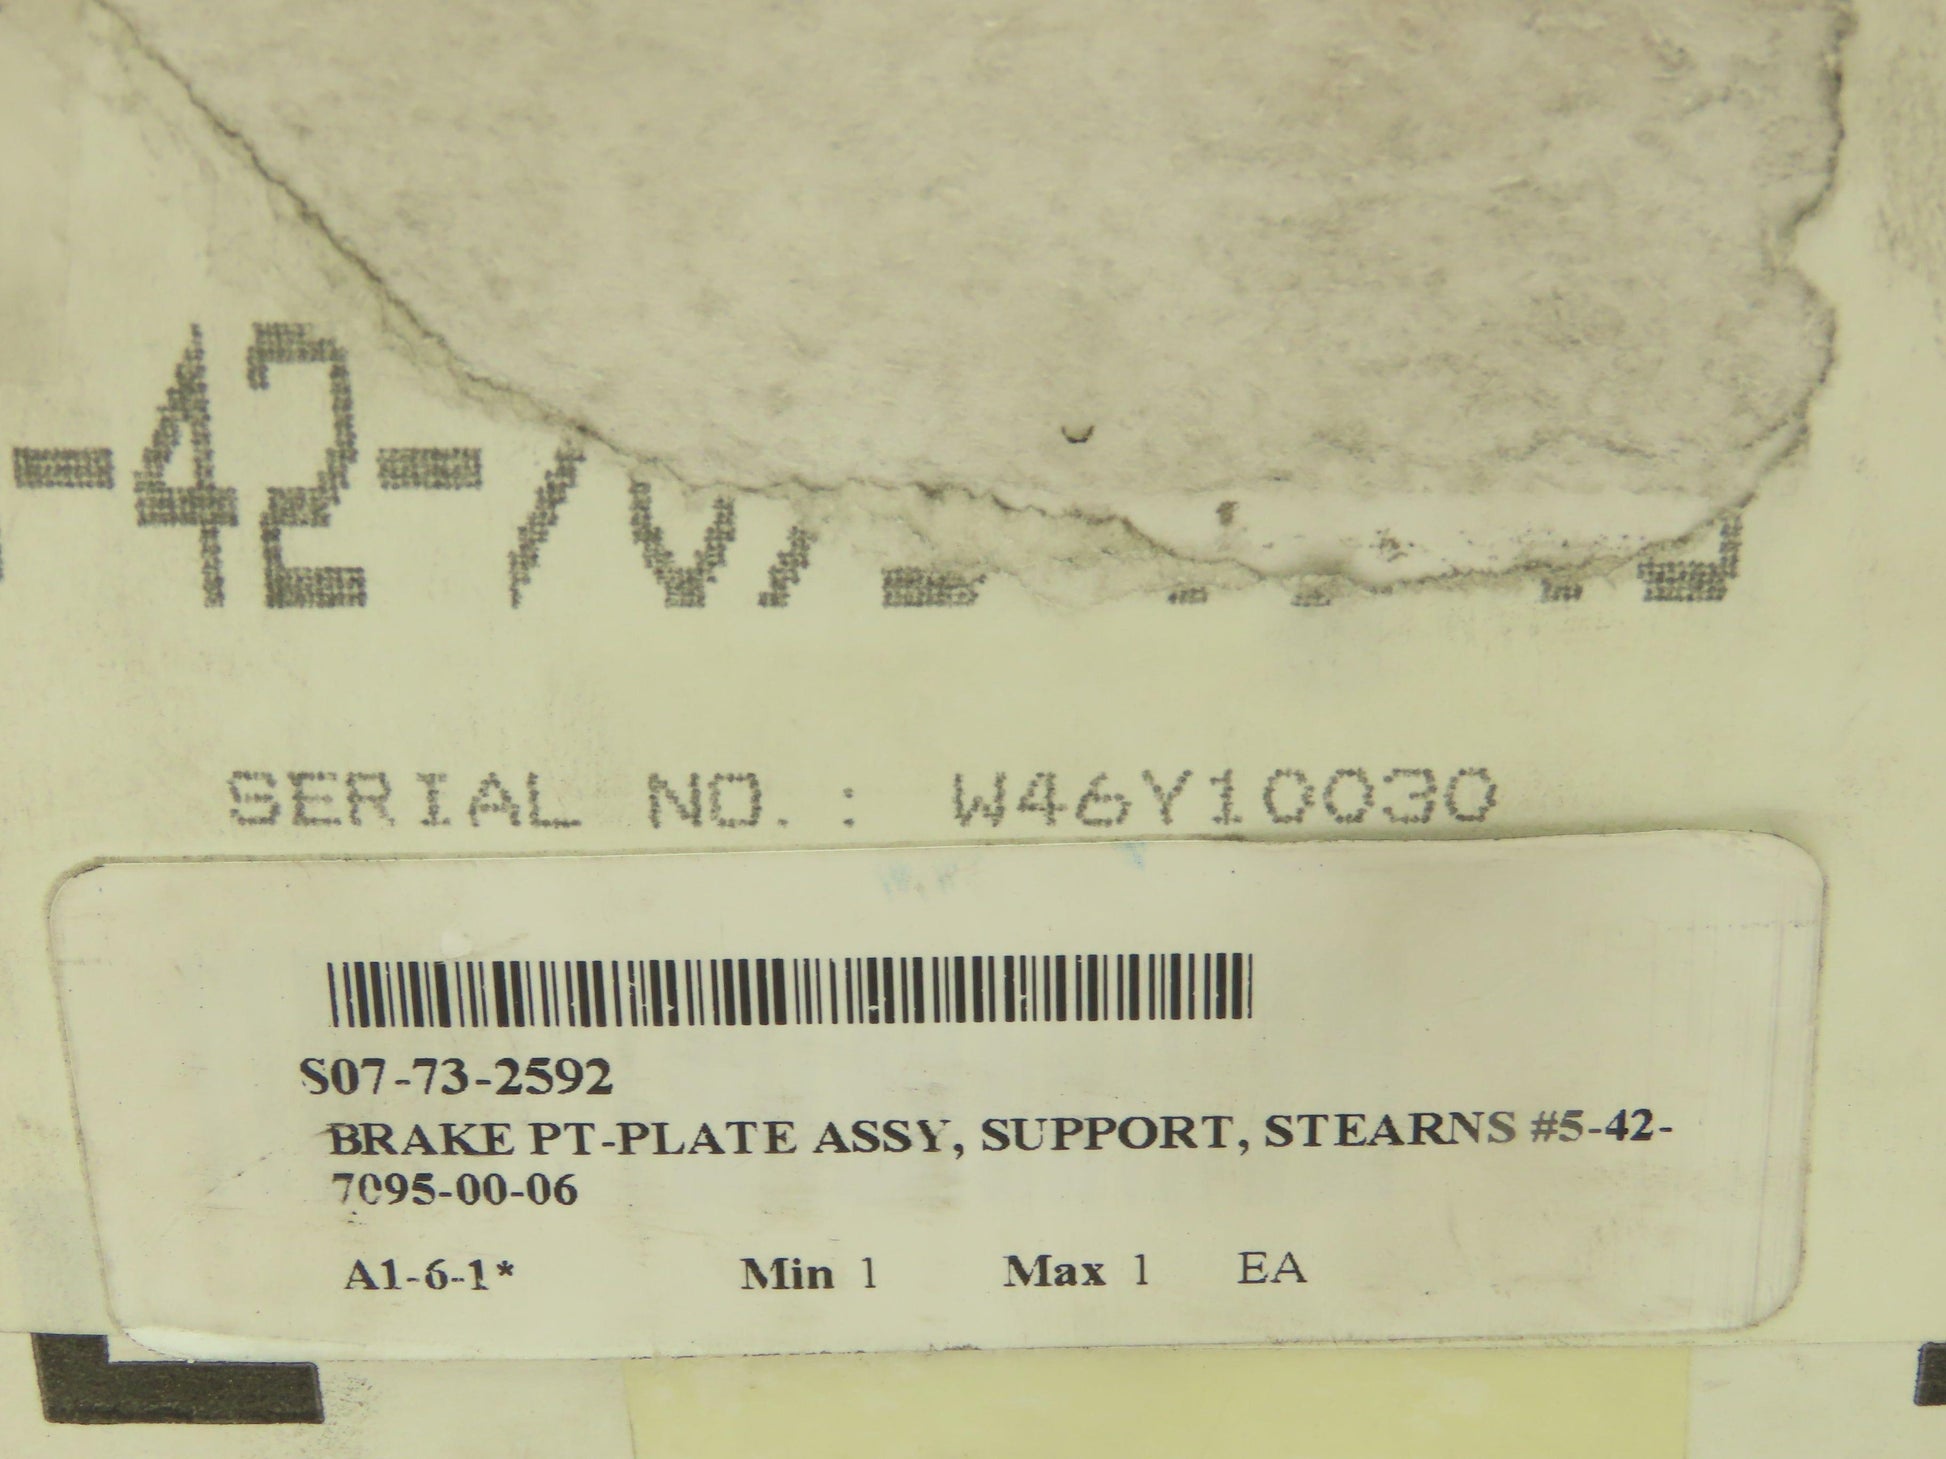 -42-7095
SERIAL NO.: W46Y10030
S07-73-2592
BRAKE PT-PLATE ASSY, SUPPORT, STEARNS #5-42-
7095-00-06
A1-6-1* Min 1 Max 1 EA